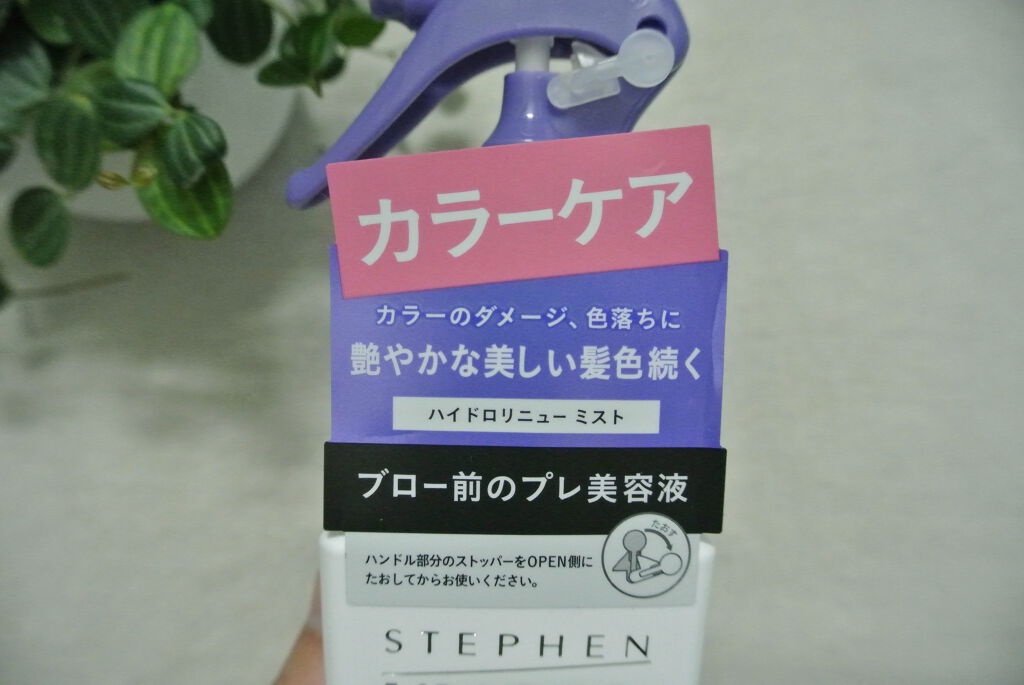 カラーケア
カラーのダメージ、色落ちに
艶やかな美しい髪色続く
ハイドロリニュー ミスト
ブロー前のプレ美容液
たおす
ハンドル部分のストッパーをOPEN側に
たおしてからお使いください。
STEPHEN